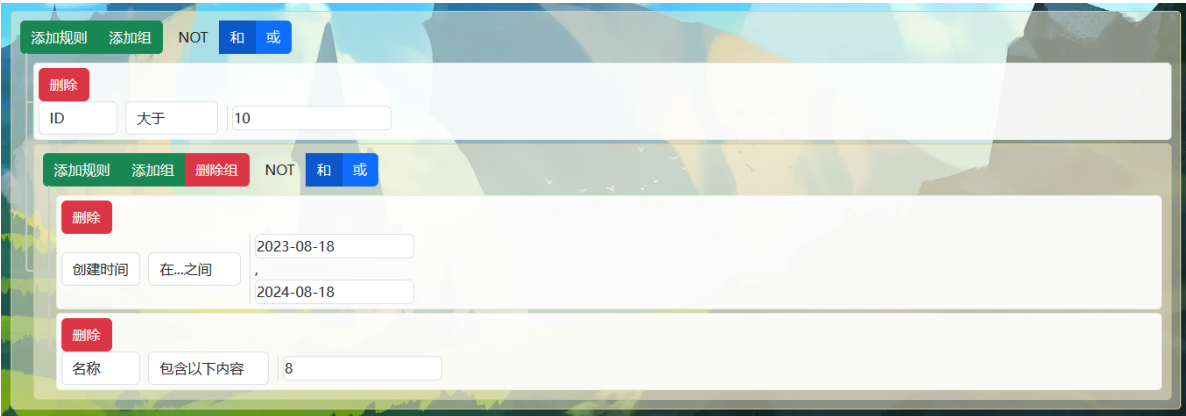 添加规则 添加组 NOT 和 或
删除
ID 大于 10
添加规则 添加组 删除组 NOT 和 或
删除
创建时间 在...之间 2023-08-18
,
2024-08-18
删除
名称 包含以下内容 8